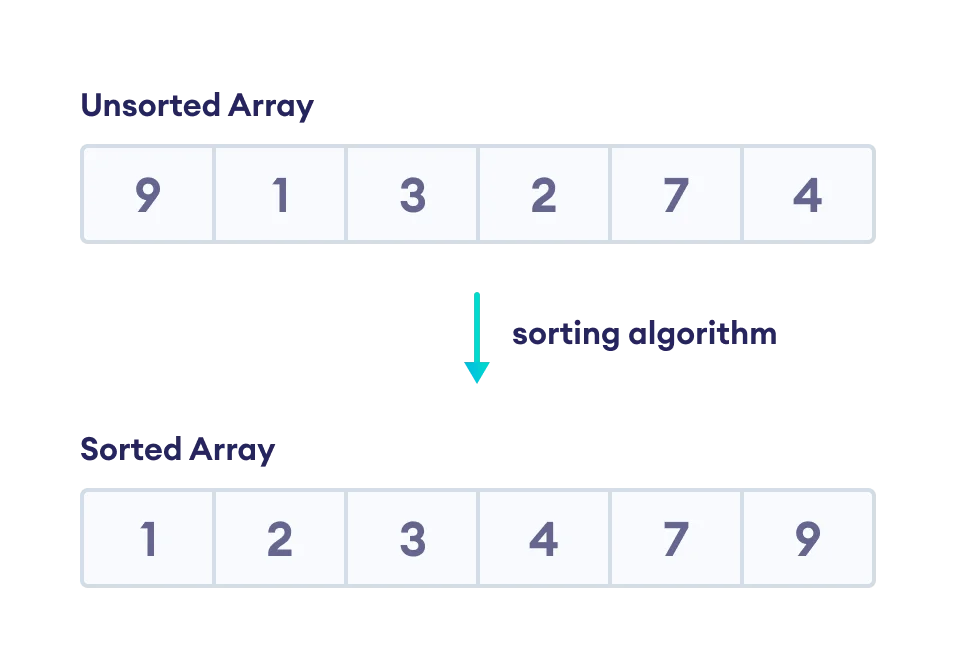 Unsorted Array
9 1 3 2 7 4
sorting algorithm
Sorted Array
1 2 3 4 7 9